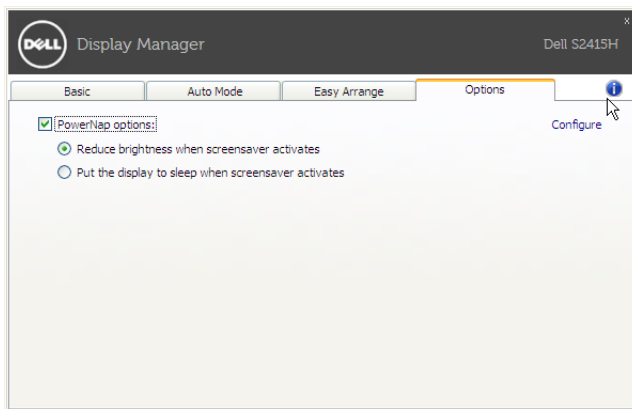 x
DELL Display Manager Dell S2415H
Basic Auto Mode Easy Arrange Options i
PowerNap options: Configure
Reduce brightness when screensaver activates
Put the display to sleep when screensaver activates